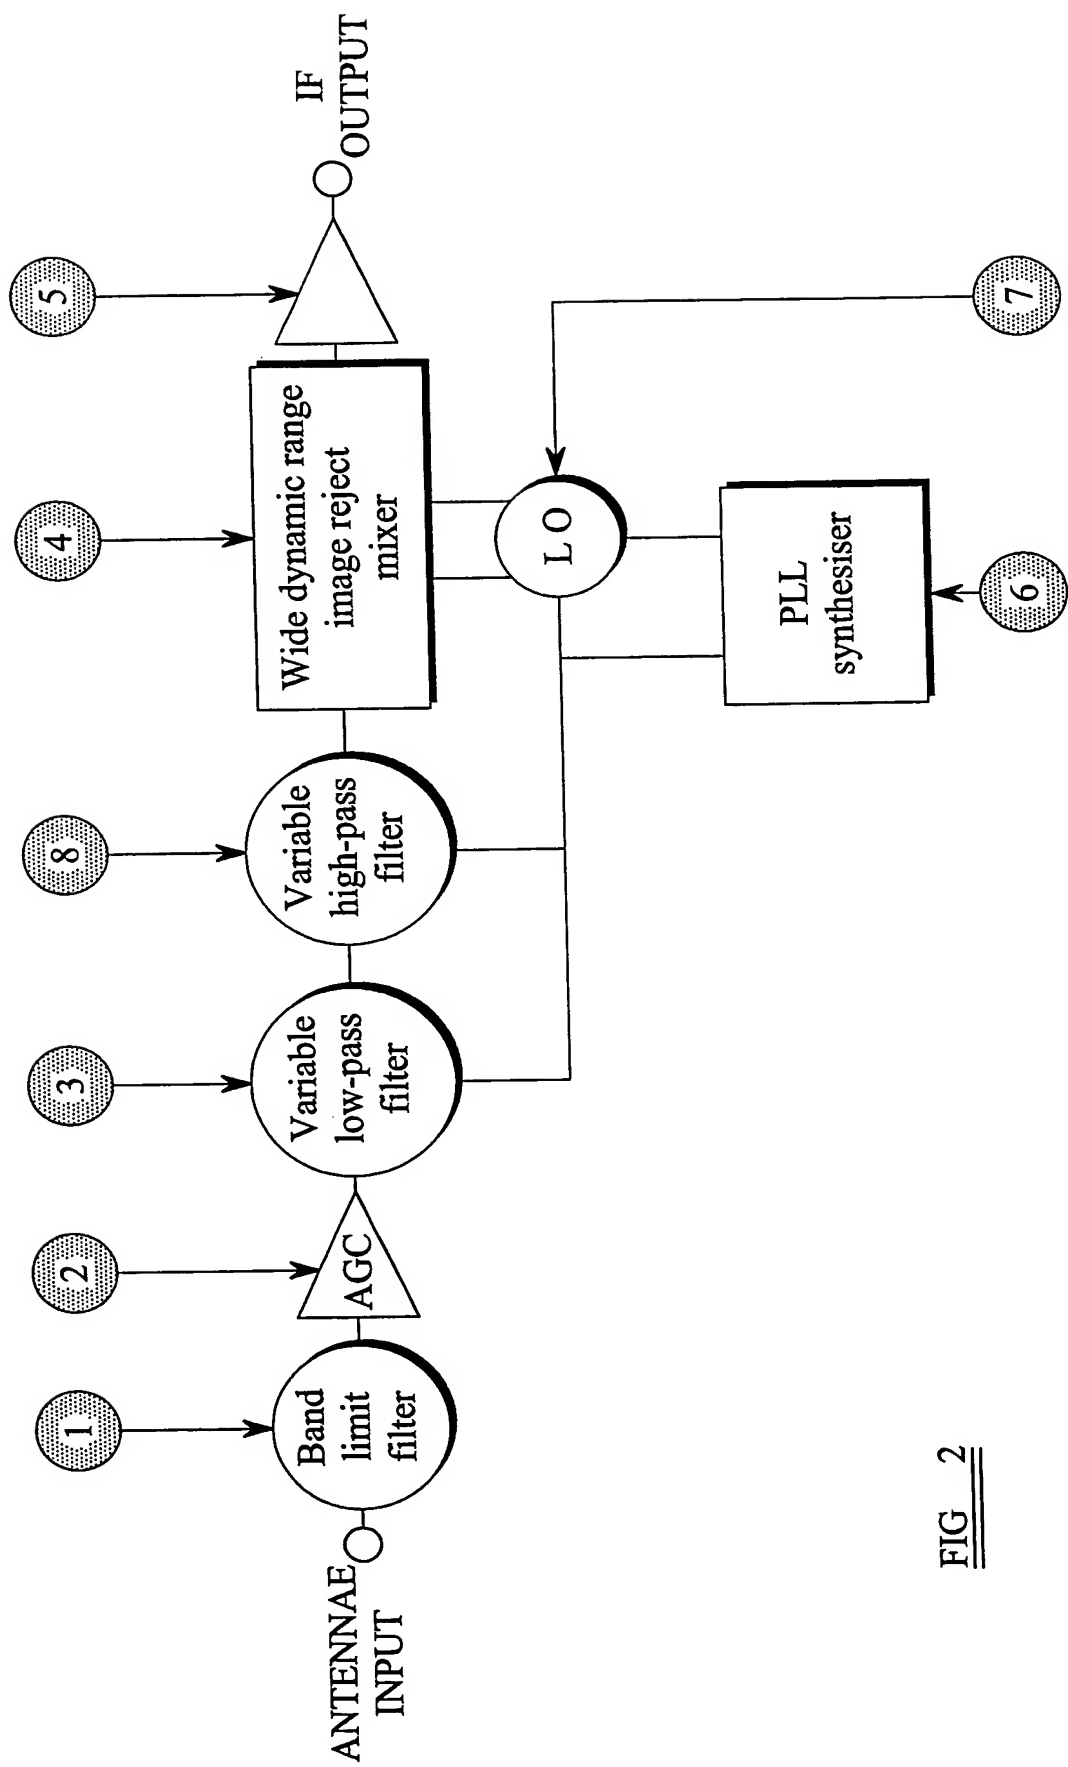 1
2
3
8
4
5
ANTENNAE
INPUT
Band
limit
filter
AGC
Variable
low-pass
filter
Variable
high-pass
filter
Wide dynamic range
image reject
mixer
IF
OUTPUT
L O
PLL
synthesiser
6
7
FIG 2